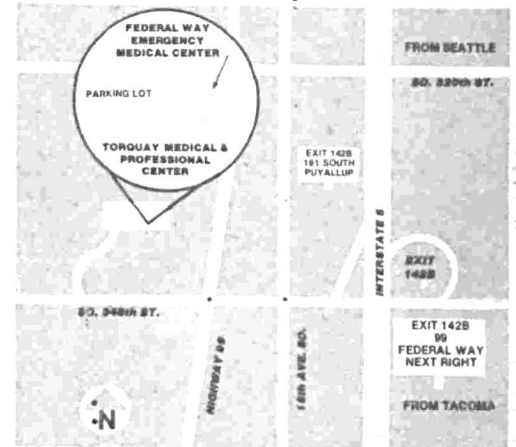 FEDERAL WAY
EMERGENCY
MEDICAL CENTER
PARKING LOT
TORQUAY MEDICAL &
PROFESSIONAL
CENTER
FROM SEATTLE
SO. 320th ST.
EXIT 142B
161 SOUTH
PUYALLUP
INTERSTATE 5
EXIT
142B
SO. 348th ST.
HIGHWAY 99
16th AVE. SO.
EXIT 142B
99
FEDERAL WAY
NEXT RIGHT
FROM TACOMA
N